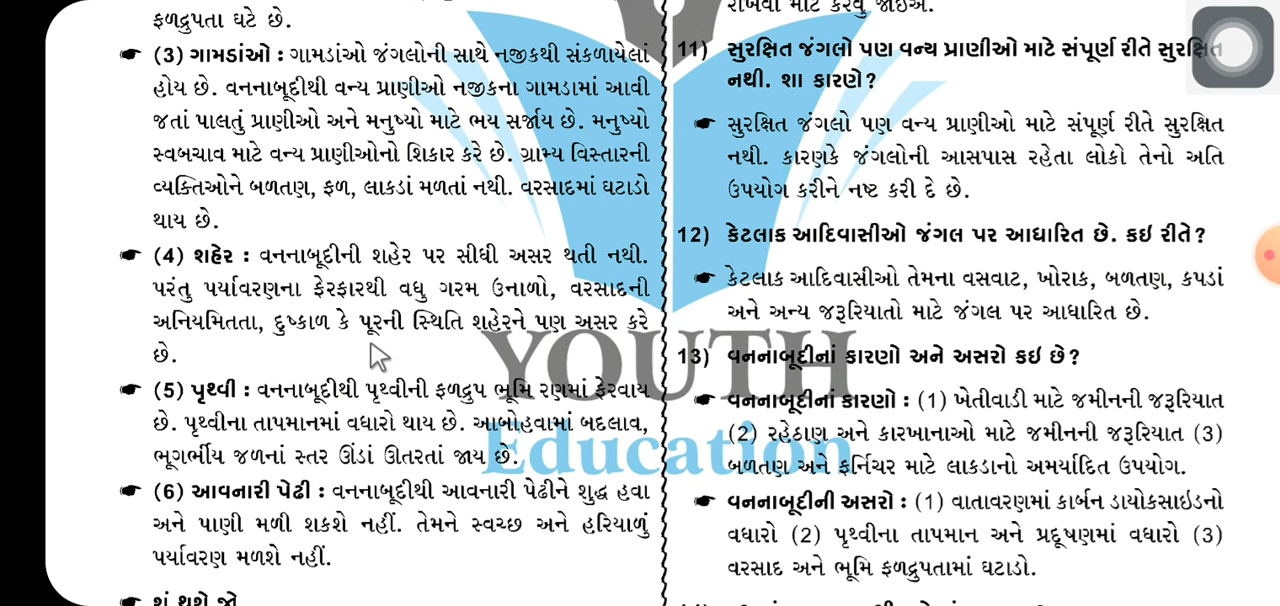 ફળદ્રુપતા ઘટે છે.
☛ (3) ગામડાંઓ : ગામડાંઓ જંગલોની સાથે નજીકથી સંકળાયેલાં
હોય છે. વનનાબૂદીથી વન્ય પ્રાણીઓ નજીકના ગામડામાં આવી
જતાં પાલતું પ્રાણીઓ અને મનુષ્યો માટે ભય સર્જાય છે. મનુષ્યો
સ્વબચાવ માટે વન્ય પ્રાણીઓનો શિકાર કરે છે. ગ્રામ્ય વિસ્તારની
વ્યક્તિઓને બળતણ, ફળ, લાકડાં મળતાં નથી. વરસાદમાં ઘટાડો
થાય છે.
☛ (4) શહેર : વનનાબૂદીની શહેર પર સીધી અસર થતી નથી.
પરંતુ પર્યાવરણના ફેરફારથી વધુ ગરમ ઉનાળો, વરસાદની
અનિયમિતતા, દુષ્કાળ કે પૂરની સ્થિતિ શહેરને પણ અસર કરે
છે.
☛ (5) પૃથ્વી : વનનાબૂદીથી પૃથ્વીની ફળદ્રુપ ભૂમિ રણમાં ફેરવાય
છે. પૃથ્વીના તાપમાનમાં વધારો થાય છે. આબોહવામાં બદલાવ,
ભૂગર્ભીય જળનાં સ્તર ઊંડાં ઊતરતાં જાય છે.
☛ (6) આવનારી પેઢી : વનનાબૂદીથી આવનારી પેઢીને શુદ્ધ હવા
અને પાણી મળી શકશે નહીં. તેમને સ્વચ્છ અને હરિયાળું
પર્યાવરણ મળશે નહીં.
☛ શું થશે જો
રાખવા માટે કરવું જોઇએ.
11) સુરક્ષિત જંગલો પણ વન્ય પ્રાણીઓ માટે સંપૂર્ણ રીતે સુરક્ષિત
નથી. શા કારણે?
☛ સુરક્ષિત જંગલો પણ વન્ય પ્રાણીઓ માટે સંપૂર્ણ રીતે સુરક્ષિત
નથી. કારણકે જંગલોની આસપાસ રહેતા લોકો તેનો અતિ
ઉપયોગ કરીને નષ્ટ કરી દે છે.
12) કેટલાક આદિવાસીઓ જંગલ પર આધારિત છે. કઇ રીતે?
☛ કેટલાક આદિવાસીઓ તેમના વસવાટ, ખોરાક, બળતણ, કપડાં
અને અન્ય જરૂરિયાતો માટે જંગલ પર આધારિત છે.
13) વનનાબૂદીનાં કારણો અને અસરો કઇ છે?
☛ વનનાબૂદીનાં કારણો : (1) ખેતીવાડી માટે જમીનની જરૂરિયાત
(2) રહેઠાણ અને કારખાનાઓ માટે જમીનની જરૂરિયાત (3)
બળતણ અને ફર્નિચર માટે લાકડાનો અમર્યાદિત ઉપયોગ.
☛ વનનાબૂદીની અસરો : (1) વાતાવરણમાં કાર્બન ડાયોકસાઇડનો
વધારો (2) પૃથ્વીના તાપમાન અને પ્રદૂષણમાં વધારો (3)
વરસાદ અને ભૂમિ ફળદ્રુપતામાં ઘટાડો.
YOUTH
Education